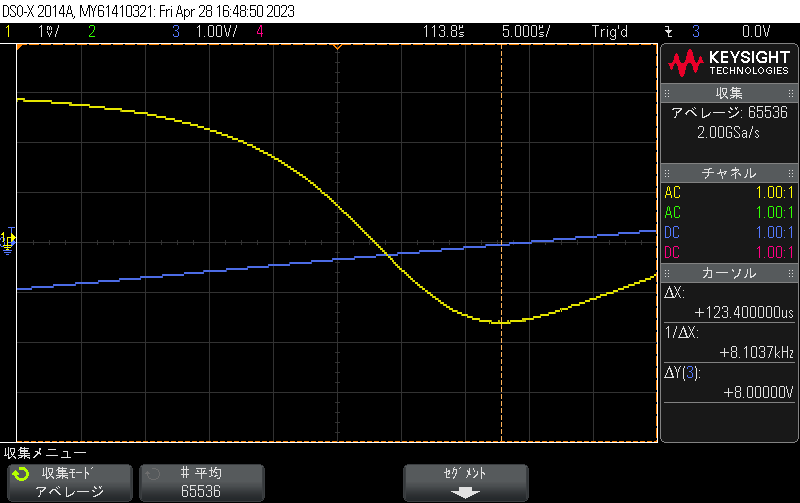 DSO-X 2014A, MY61410321: Fri Apr 28 16:48:50 2023
1 1♥/ 2 3 1.00V/ 4 113.8s 5.000s/ Trig'd 3 0.0V
KEYSIGHT
TECHNOLOGIES
収集
アベレージ: 65536
2.00GSa/s
チャネル
AC 1.00:1
AC 1.00:1
DC 1.00:1
DC 1.00:1
カーソル
ΔX:
+123.400000us
1/ΔX:
+8.1037kHz
ΔY(3):
+8.00000V
収集メニュー
収集モード
アベレージ
# 平均
65536
セグメント